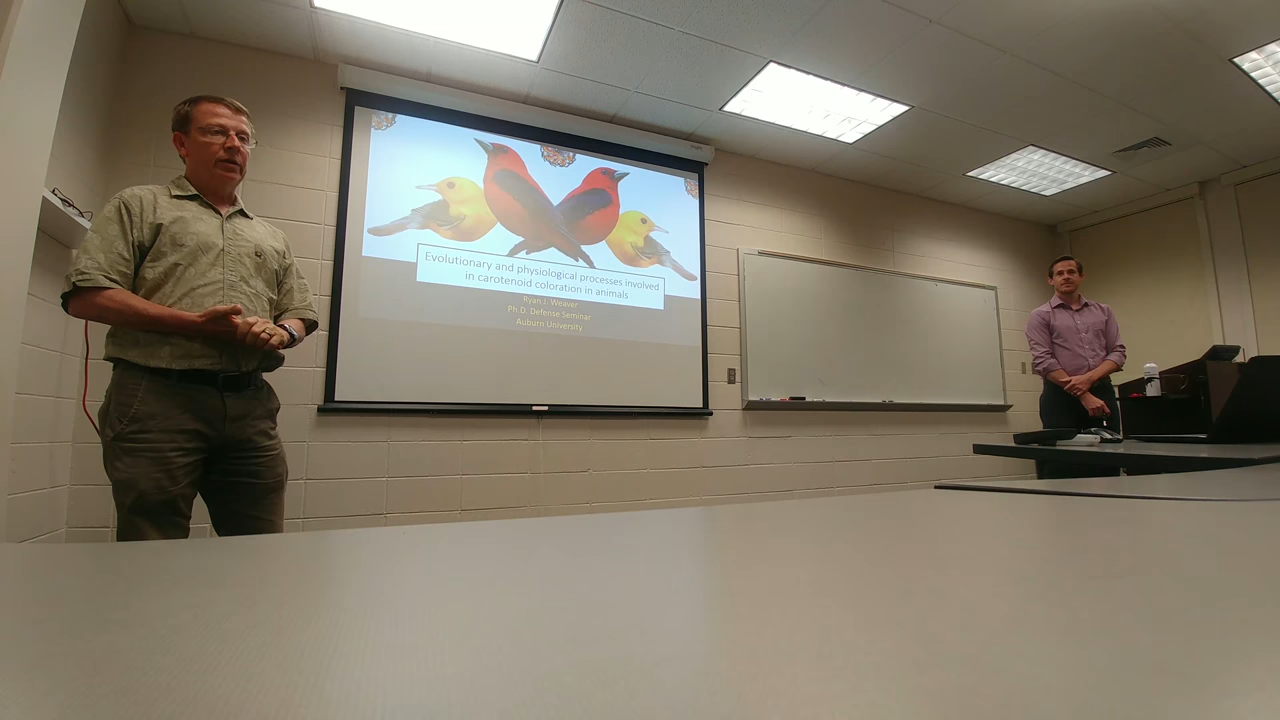 Evolutionary and physiological processes involved
in carotenoid coloration in animals
Ryan J. Weaver
Ph.D. Defense Seminar
Auburn University